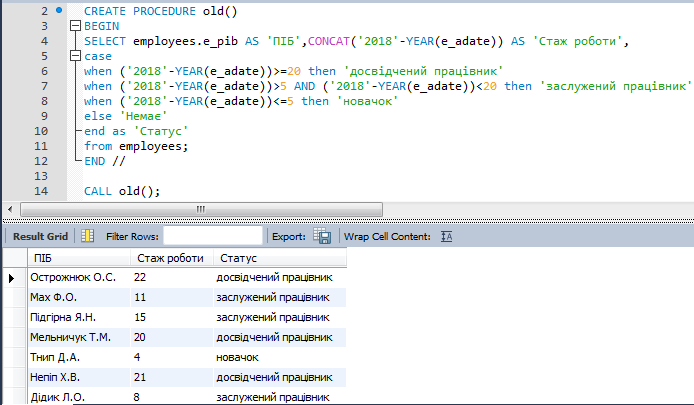 2 CREATE PROCEDURE old()
3 BEGIN
4 SELECT employees.e_pib AS 'ПІБ',CONCAT('2018'-YEAR(e_adate)) AS 'Стаж роботи',
5 case
6 when ('2018'-YEAR(e_adate))>=20 then 'досвідчений працівник'
7 when ('2018'-YEAR(e_adate))>5 AND ('2018'-YEAR(e_adate))<20 then 'заслужений працівник'
8 when ('2018'-YEAR(e_adate))<=5 then 'новачок'
9 else 'Немає'
10 end as 'Статус'
11 from employees;
12 END //
13
14 CALL old();
Result Grid Filter Rows: Export: Wrap Cell Content:
ПІБ Стаж роботи Статус
Острожнюк О.С. 22 досвідчений працівник
Мах Ф.О. 11 заслужений працівник
Підгірна Я.Н. 15 заслужений працівник
Мельничук Т.М. 20 досвідчений працівник
Тнип Д.А. 4 новачок
Непіп Х.В. 21 досвідчений працівник
Дідик Л.О. 8 заслужений працівник